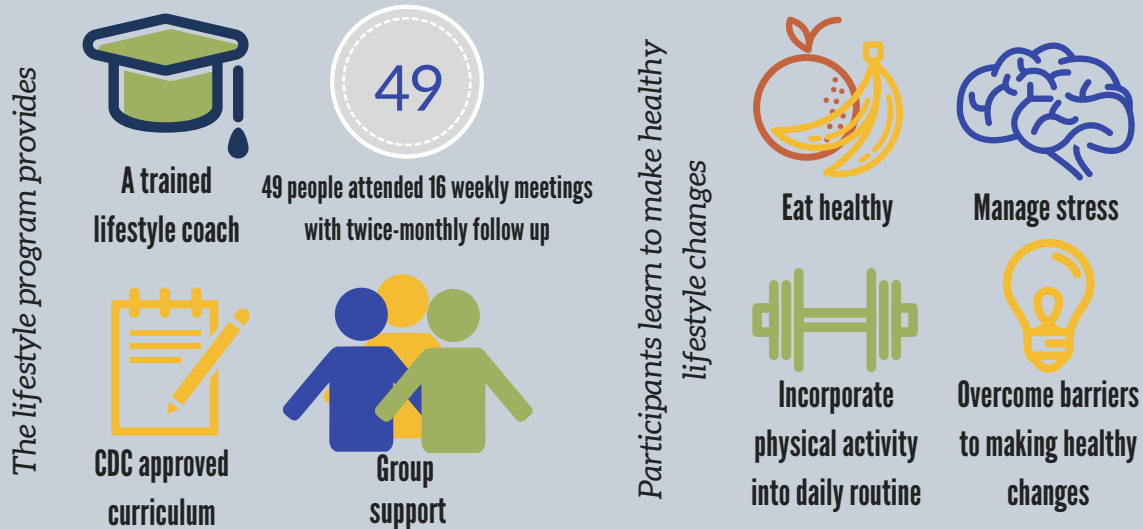 The lifestyle program provides
A trained
lifestyle coach
49
49 people attended 16 weekly meetings
with twice-monthly follow up
CDC approved
curriculum
Group
support
Participants learn to make healthy
lifestyle changes
Eat healthy
Manage stress
Incorporate
physical activity
into daily routine
Overcome barriers
to making healthy
changes